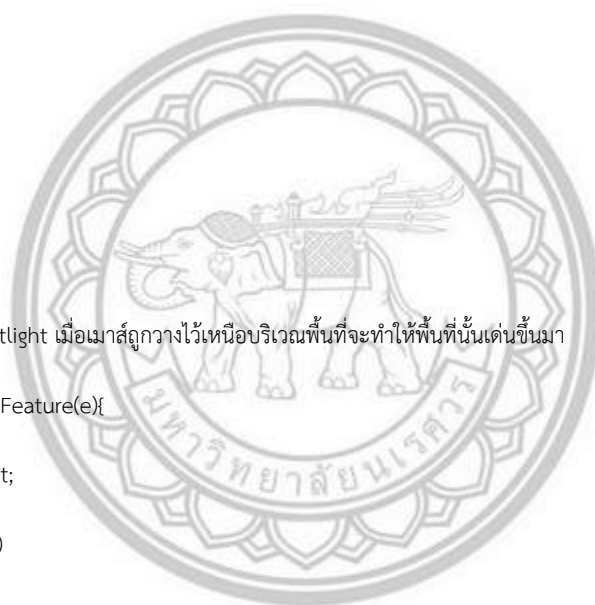 tlight เมื่อเมาส์ถูกวางไว้เหนือบริเวณพื้นที่จะทำให้พื้นที่นั้นเด่นขึ้นมา
Feature(e){
มหาวิทยาลัยนเรศวร
t;
)